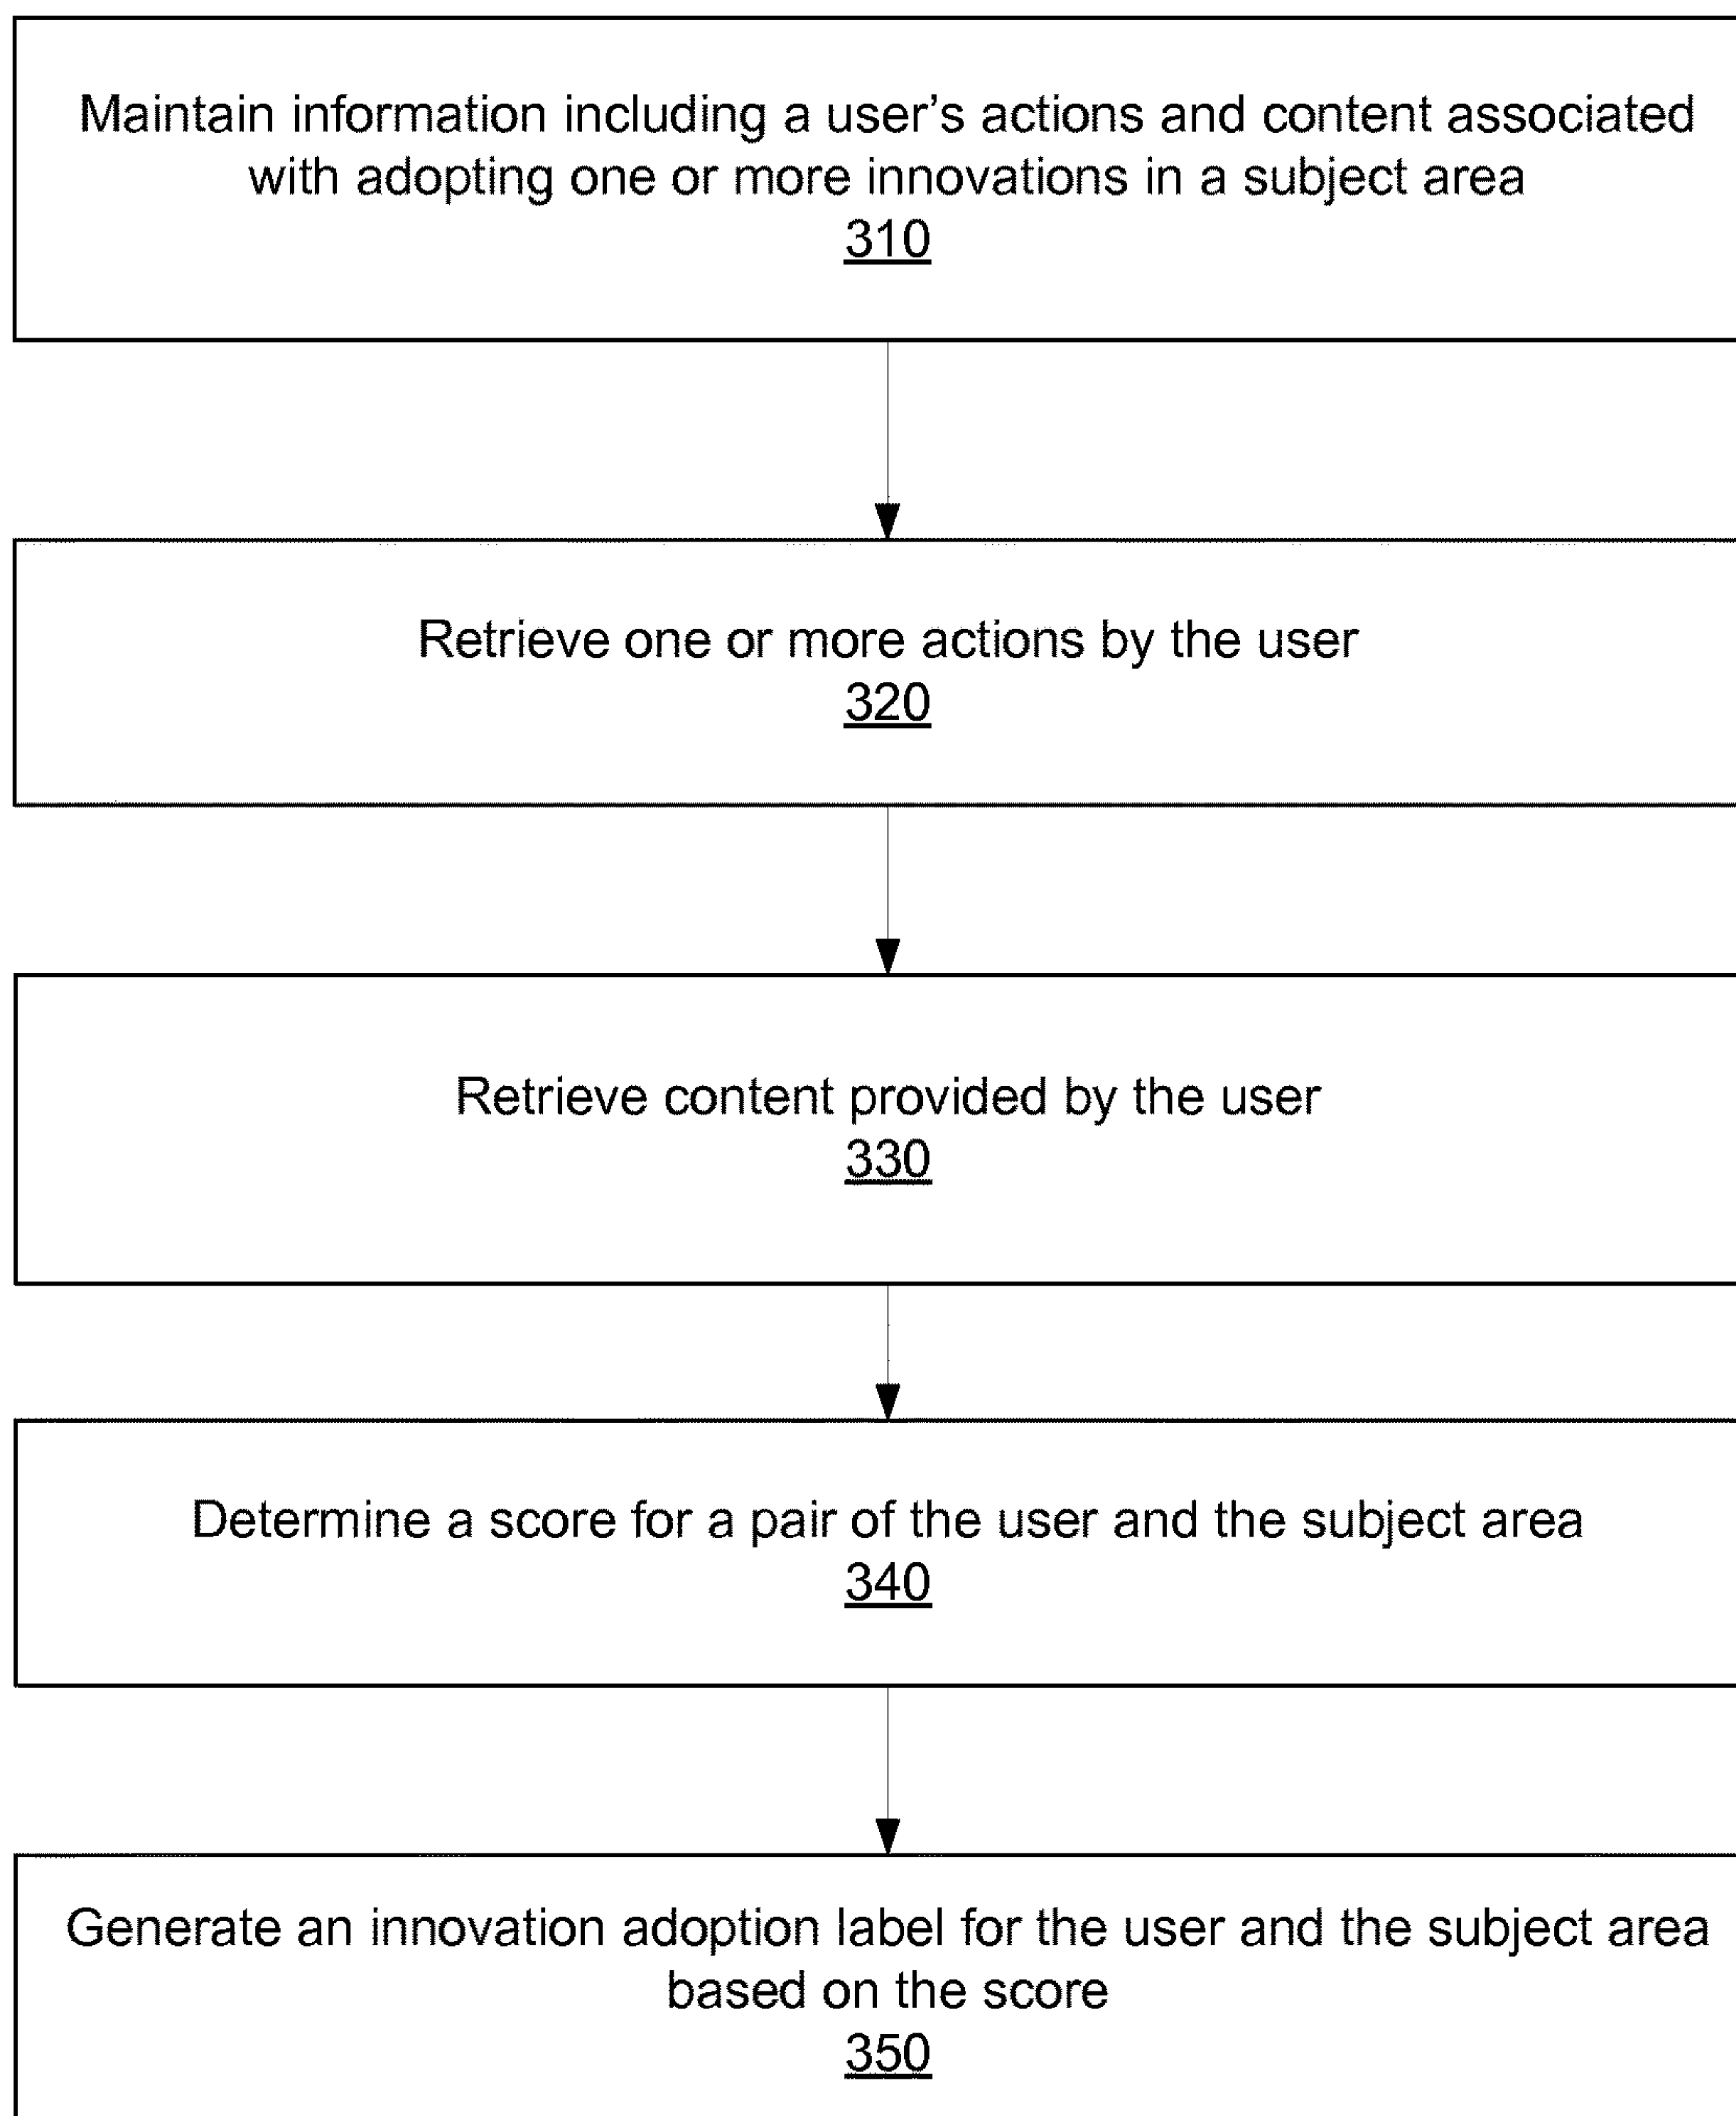 Maintain information including a user’s actions and content associated
with adopting one or more innovations in a subject area
310
Retrieve one or more actions by the user
320
Retrieve content provided by the user
330
Determine a score for a pair of the user and the subject area
340
Generate an innovation adoption label for the user and the subject area
based on the score
350